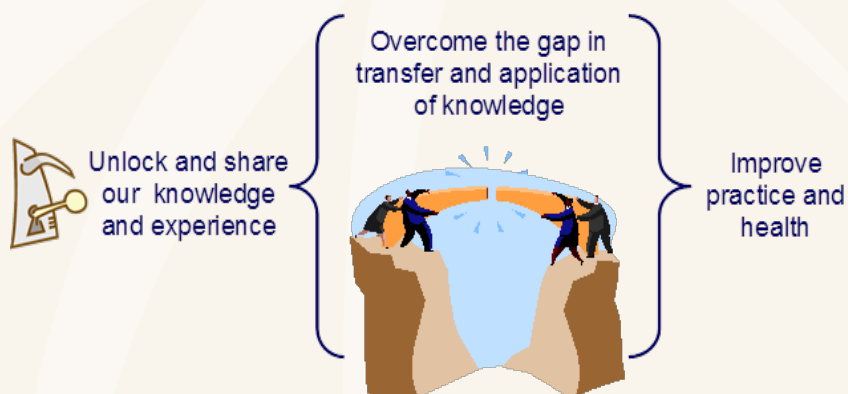 Unlock and share
our knowledge
and experience
Overcome the gap in
transfer and application
of knowledge
Improve
practice and
health